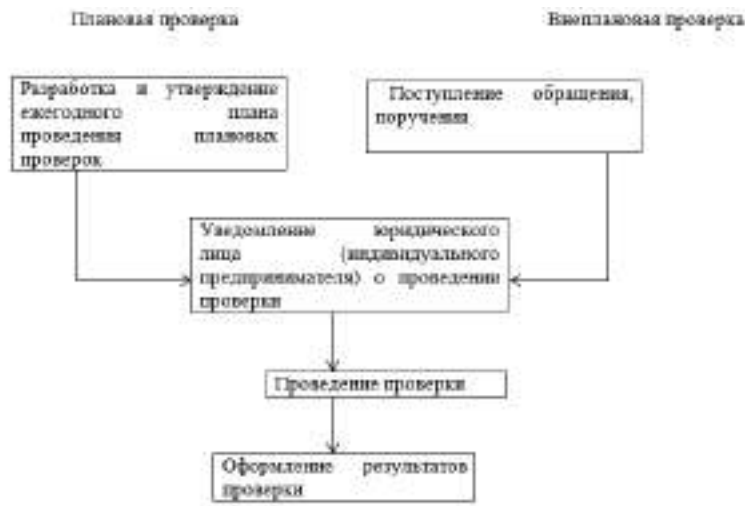 Плановая проверка
Внеплановая проверка
Разработка и утверждение
ежегодного плана
проведения плановых
проверок
Поступление обращения,
поручения
Уведомление юридического
лица (индивидуального
предпринимателя) о проведении
проверки
Проведение проверки
Оформление результатов
проверки